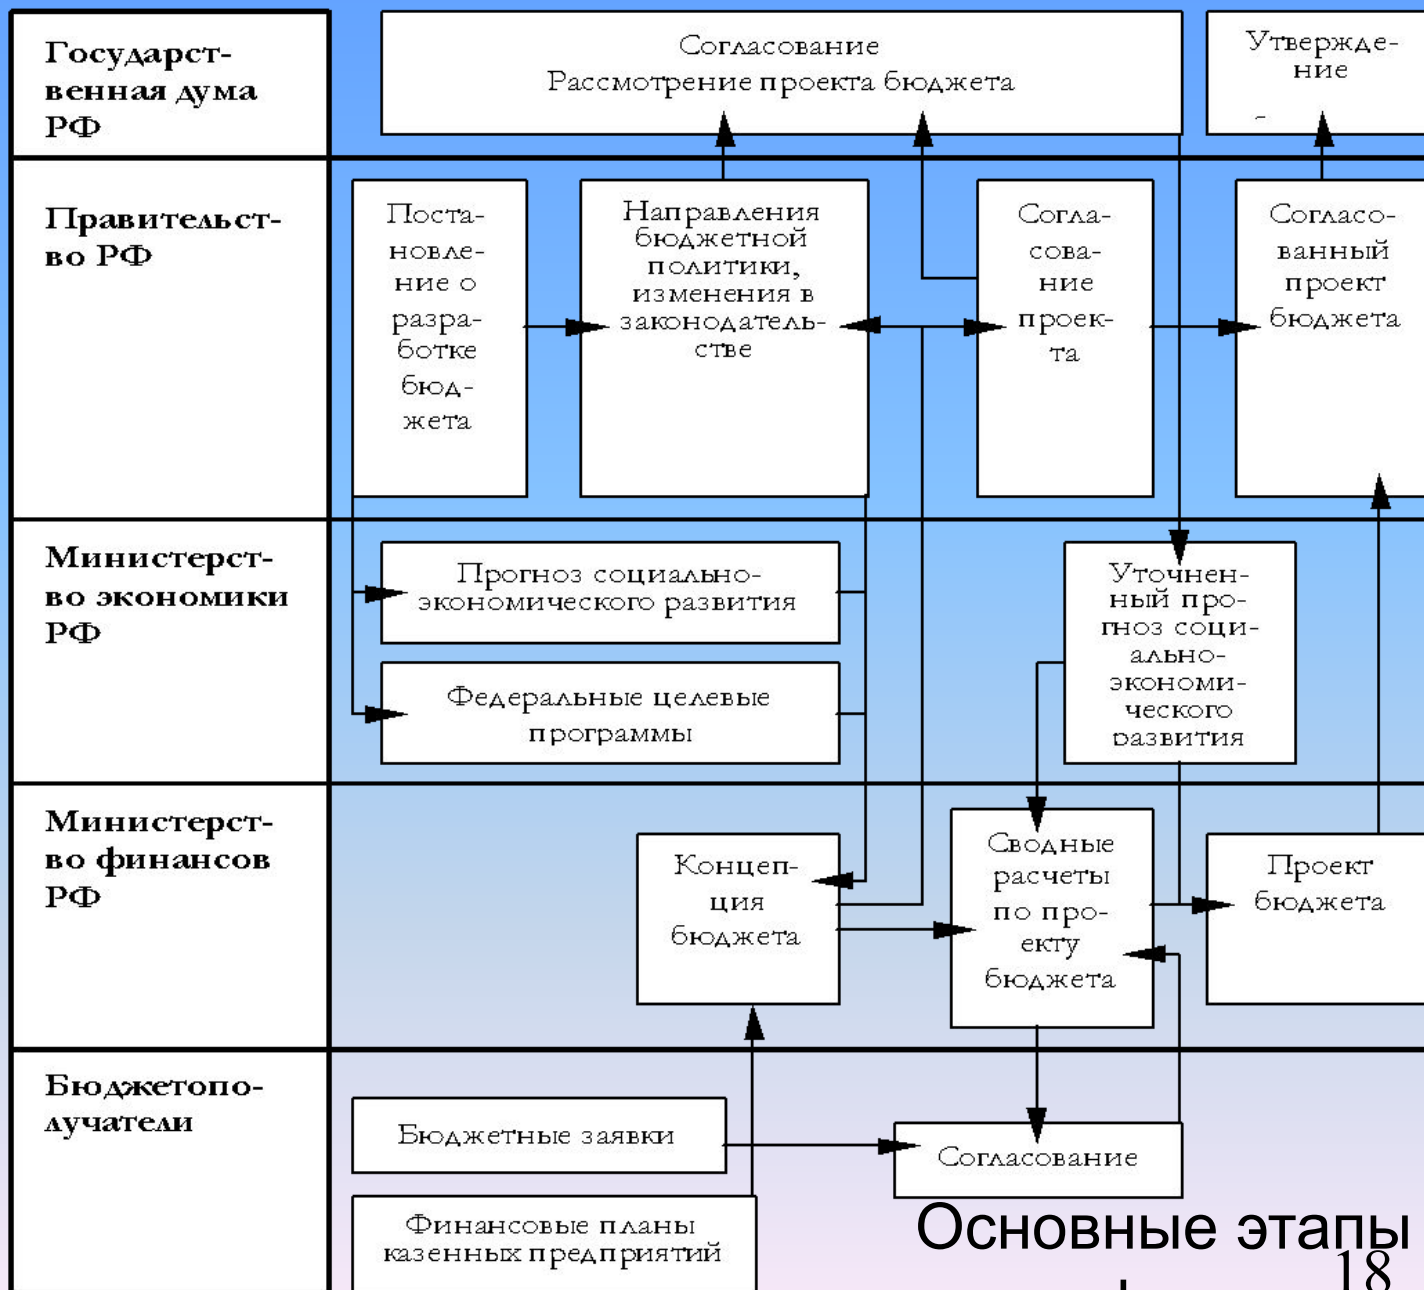 Государст-
венная дума
РФ
Согласование
Рассмотрение проекта бюджета
Утвержде-
ние
Правительст-
во РФ
Поста-
новле-
ние о
разра-
ботке
бюд-
жета
Направления
бюджетной
политики,
изменения в
законодатель-
стве
Согла-
сова-
ние
проек-
та
Согласо-
ванный
проект
бюджета
Министерст-
во экономики
РФ
Прогноз социально-
экономического развития
Федеральные целевые
программы
Уточнен-
ный про-
гноз соци-
ально-
экономи-
ческого
развития
Министерст-
во финансов
РФ
Концеп-
ция
бюджета
Сводные
расчеты
по про-
екту
бюджета
Проект
бюджета
Бюджетопо-
лучатели
Бюджетные заявки
Согласование
Финансовые планы
казенных предприятий
Основные этапы
18